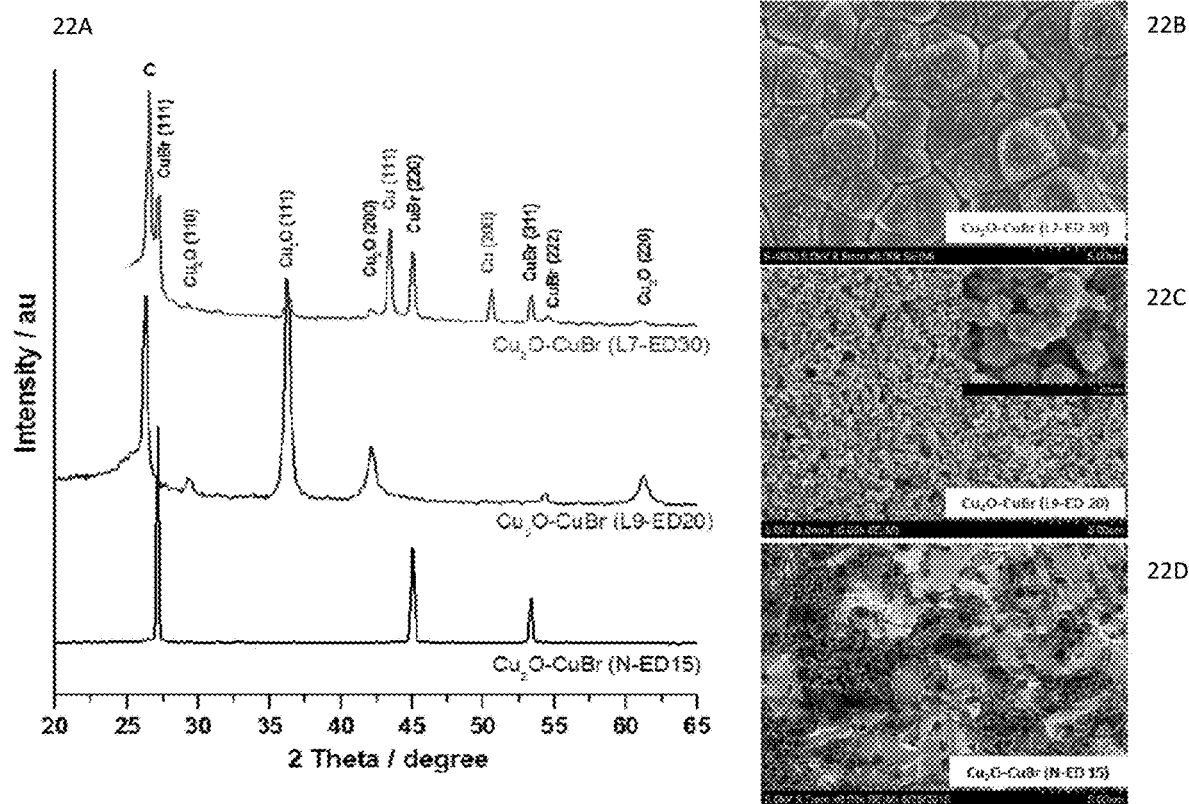 22A
C
CuBr (111)
Cu₂O (110)
Cu₂O (111)
Cu₂O (200)
Cu (111)
CuBr (220)
Cu (200)
CuBr (311)
CuBr (222)
Cu₂O (220)
Cu₂O-CuBr (L7-ED30)
Cu₂O-CuBr (L9-ED20)
Cu₂O-CuBr (N-ED15)
Intensity / au
20 25 30 35 40 45 50 55 60 65
2 Theta / degree
22B
Cu₂O-CuBr (L7-ED 30)
22C
Cu₂O-CuBr (L9-ED 20)
22D
Cu₂O-CuBr (N-ED 15)